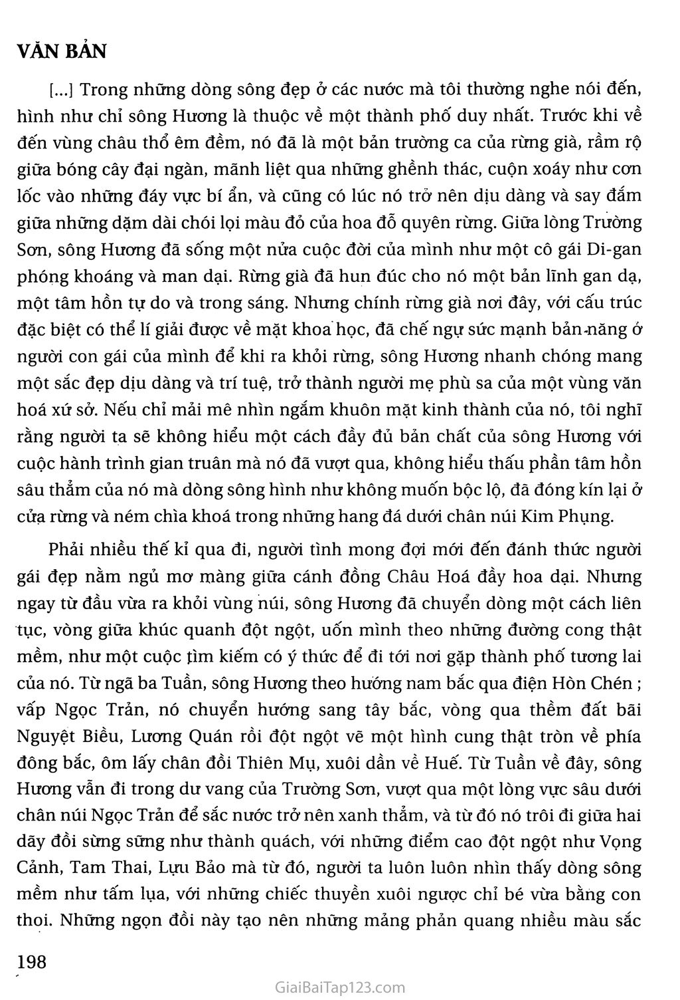 VĂN BẢN
[...] Trong những dòng sông đẹp ở các nước mà tôi thường nghe nói đến,
hình như chỉ sông Hương là thuộc về một thành phố duy nhất. Trước khi về
đến vùng châu thổ êm đềm, nó đã là một bản trường ca của rừng già, rầm rộ
giữa bóng cây đại ngàn, mãnh liệt qua những ghềnh thác, cuộn xoáy như cơn
lốc vào những đáy vực bí ẩn, và cũng có lúc nó trở nên dịu dàng và say đắm
giữa những dặm dài chói lọi màu đỏ của hoa đỗ quyên rừng. Giữa lòng Trường
Sơn, sông Hương đã sống một nửa cuộc đời của mình như một cô gái Di-gan
phóng khoáng và man dại. Rừng già đã hun đúc cho nó một bản lĩnh gan dạ,
một tâm hồn tự do và trong sáng. Nhưng chính rừng già nơi đây, với cấu trúc
đặc biệt có thể lí giải được về mặt khoa học, đã chế ngự sức mạnh bản năng ở
người con gái của mình để khi ra khỏi rừng, sông Hương nhanh chóng mang
một sắc đẹp dịu dàng và trí tuệ, trở thành người mẹ phù sa của một vùng văn
hoá xứ sở. Nếu chỉ mải mê nhìn ngắm khuôn mặt kinh thành của nó, tôi nghĩ
rằng người ta sẽ không hiểu một cách đầy đủ bản chất của sông Hương với
cuộc hành trình gian truân mà nó đã vượt qua, không hiểu thấu phần tâm hồn
sâu thẳm của nó mà dòng sông hình như không muốn bộc lộ, đã đóng kín lại ở
cửa rừng và ném chìa khoá trong những hang đá dưới chân núi Kim Phụng.
Phải nhiều thế kỉ qua đi, người tình mong đợi mới đến đánh thức người
gái đẹp nằm ngủ mơ màng giữa cánh đồng Châu Hoá đầy hoa dại. Nhưng
ngay từ đầu vừa ra khỏi vùng núi, sông Hương đã chuyển dòng một cách liên
tục, vòng giữa khúc quanh đột ngột, uốn mình theo những đường cong thật
mềm, như một cuộc tìm kiếm có ý thức để đi tới nơi gặp thành phố tương lai
của nó. Từ ngã ba Tuần, sông Hương theo hướng nam bắc qua điện Hòn Chén ;
vấp Ngọc Trản, nó chuyển hướng sang tây bắc, vòng qua thềm đất bãi
Nguyệt Biều, Lương Quán rồi đột ngột vẽ một hình cung thật tròn về phía
đông bắc, ôm lấy chân đồi Thiên Mụ, xuôi dần về Huế. Từ Tuần về đây, sông
Hương vẫn đi trong dư vang của Trường Sơn, vượt qua một lòng vực sâu dưới
chân núi Ngọc Trản để sắc nước trở nên xanh thẳm, và từ đó nó trôi đi giữa hai
dãy đồi sừng sững như thành quách, với những điểm cao đột ngột như Vọng
Cảnh, Tam Thai, Lựu Bảo mà từ đó, người ta luôn luôn nhìn thấy dòng sông
mềm như tấm lụa, với những chiếc thuyền xuôi ngược chỉ bé vừa bằng con
thoi. Những ngọn đồi này tạo nên những mảng phản quang nhiều màu sắc
198
GiaiBaiTap123.com